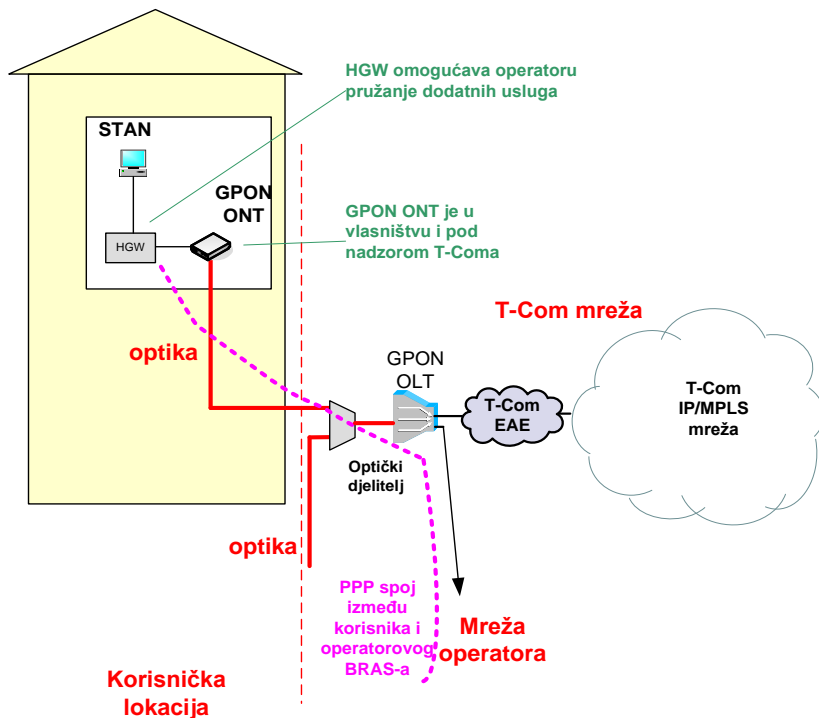 HGW omogućava operatoru
pružanje dodatnih usluga
STAN
GPON
ONT
HGW
GPON ONT je u
vlasništvu i pod
nadzorom T-Coma
T-Com mreža
optika
GPON
OLT
T-Com
EAE
T-Com
IP/MPLS
mreža
Optički
djelitelj
optika
PPP spoj
između
korisnika i
operatorovog
BRAS-a
Mreža
operatora
Korisnička
lokacija